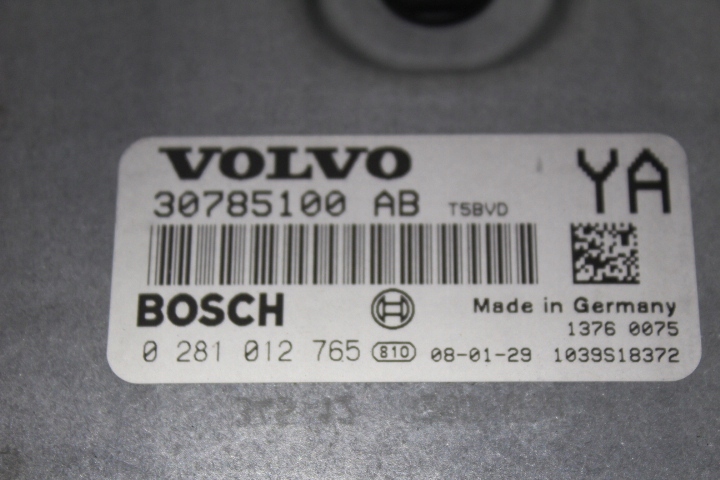 VOLVO
YA
30785100 AB T5BVD
BOSCH
Made in Germany
1376 0075
0 281 012 765 810 08-01-29 1039S18372